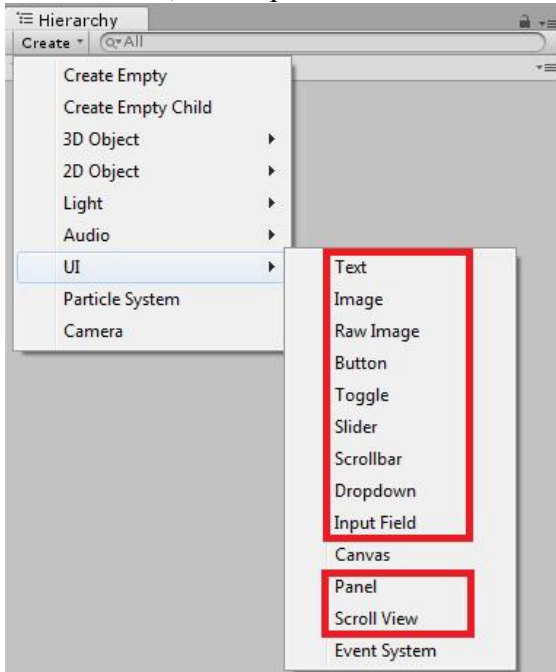 Hierarchy
Create All
Create Empty
Create Empty Child
3D Object
2D Object
Light
Audio
UI
Particle System
Camera
Text
Image
Raw Image
Button
Toggle
Slider
Scrollbar
Dropdown
Input Field
Canvas
Panel
Scroll View
Event System